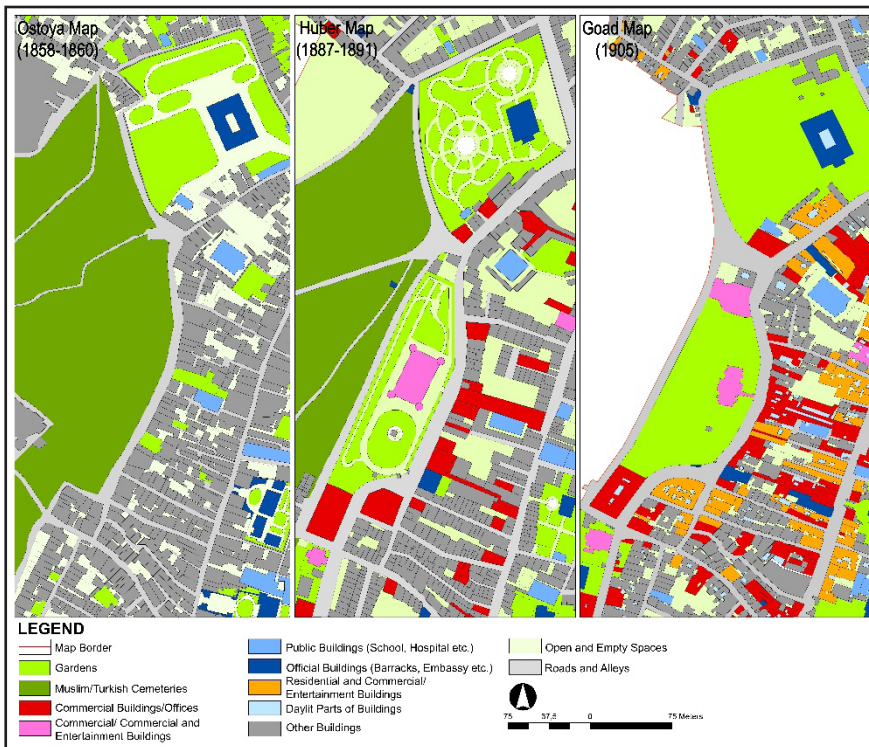 Ostoya Map
(1858-1860)
Huber Map
(1887-1891)
Goad Map
(1905)
LEGEND
Map Border
Gardens
Muslim/Turkish Cemeteries
Commercial Buildings/Offices
Commercial/ Commercial and
Entertainment Buildings
Public Buildings (School, Hospital etc.)
Official Buildings (Barracks, Embassy etc.)
Residential and Commercial/
Entertainment Buildings
Daylit Parts of Buildings
Other Buildings
Open and Empty Spaces
Roads and Alleys
75 37,5 0 75 Meters